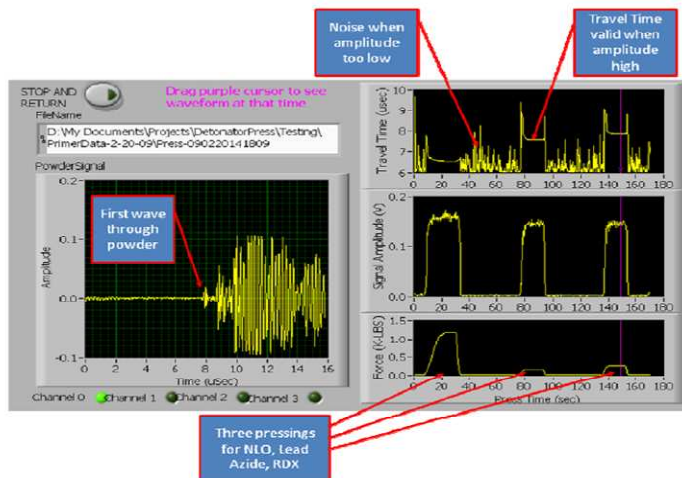 Noise when
amplitude
too low
Travel Time
valid when
amplitude
high
STOP AND
RETURN
Drag purple cursor to see
waveform at that time
FileName
D:\My Documents\Projects\DetonatorPress\Testing\
PrimerData-2-20-09\Press-090220141809
PowderSignal
Amplitude
0.2
0.1
0.0
-0.1
First wave
through
powder
0 2 4 6 8 10 12 14 16
Time (uSec)
Channel 0 Channel 1 Channel 2 Channel 3
Travel Time (usec)
10
9
8
7
6
0 20 40 60 80 100 120 140 160 180
Signal Amplitude (V)
0.2
0.1
0.0
0 20 40 60 80 100 120 140 160 180
Force (K-LBS)
1.5
1.0
0.5
0.0
0 20 40 60 80 100 120 140 160 180
Press Time (sec)
Three pressings
for NLO, Lead
Azide, RDX